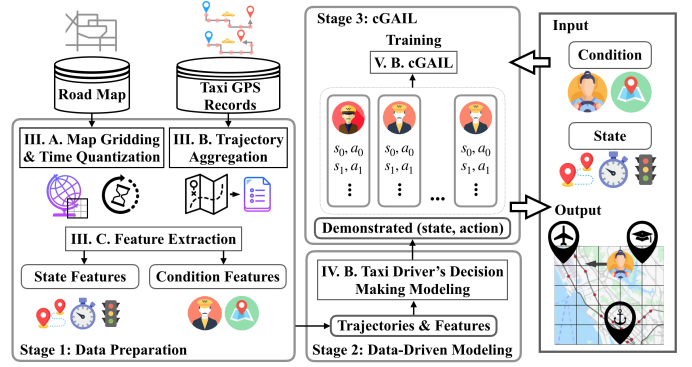 Road Map
Taxi GPS
Records
III. A. Map Gridding
& Time Quantization
III. B. Trajectory
Aggregation
III. C. Feature Extraction
State Features
Condition Features
Stage 1: Data Preparation
Stage 3: cGAIL
Training
V. B. cGAIL
s₀, a₀
s₁, a₁
⋮
s₀, a₀
s₁, a₁
⋮
...
s₀, a₀
s₁, a₁
⋮
Demonstrated (state, action)
IV. B. Taxi Driver's Decision
Making Modeling
Trajectories & Features
Stage 2: Data-Driven Modeling
Input
Condition
State
Output